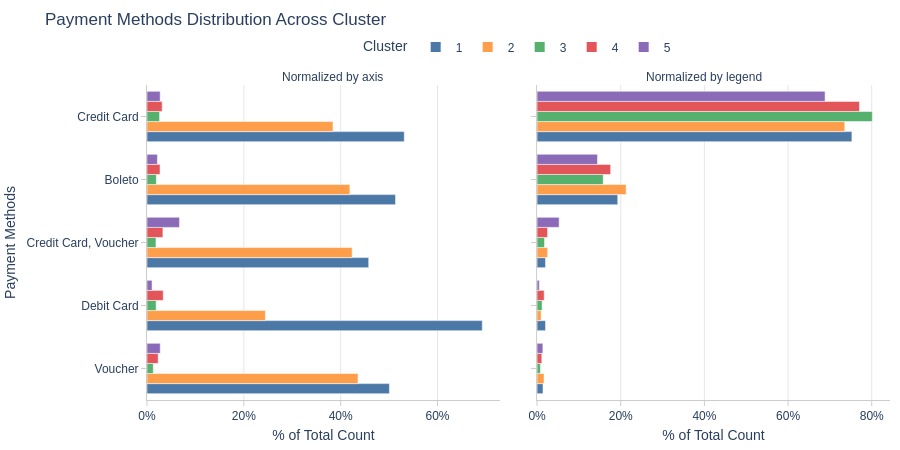 Payment Methods Distribution Across Cluster
Cluster 1 2 3 4 5
Normalized by axis
Normalized by legend
Payment Methods
Credit Card
Boleto
Credit Card, Voucher
Debit Card
Voucher
0% 20% 40% 60%
0% 20% 40% 60% 80%
% of Total Count
% of Total Count